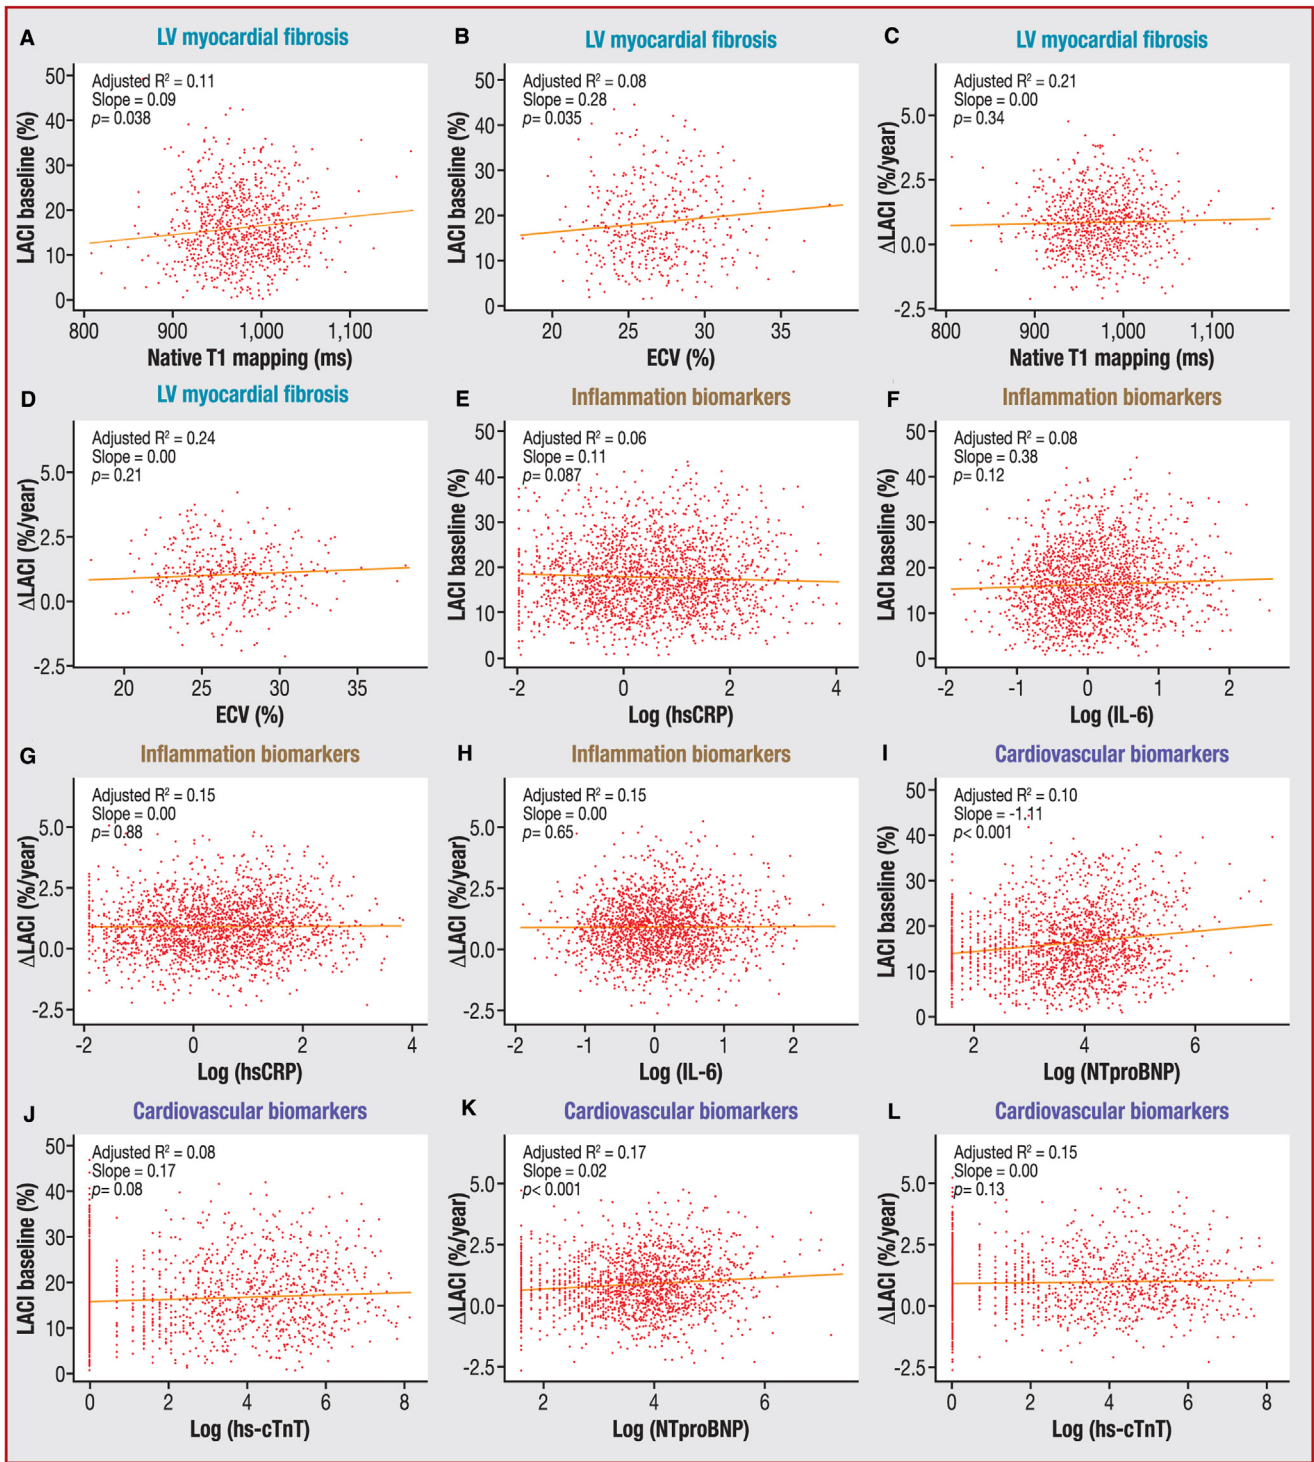 A
LV myocardial fibrosis
Adjusted R² = 0.11
Slope = 0.09
p= 0.038
LACI baseline (%)
50
40
30
20
10
0
800 900 1,000 1,100
Native T1 mapping (ms)
B
LV myocardial fibrosis
Adjusted R² = 0.08
Slope = 0.28
p= 0.035
LACI baseline (%)
50
40
30
20
10
0
20 25 30 35
ECV (%)
C
LV myocardial fibrosis
Adjusted R² = 0.21
Slope = 0.00
p= 0.34
ΔLACI (%/year)
5.0
2.5
0.0
-2.5
800 900 1,000 1,100
Native T1 mapping (ms)
D
LV myocardial fibrosis
Adjusted R² = 0.24
Slope = 0.00
p= 0.21
ΔLACI (%/year)
5.0
2.5
0.0
-2.5
20 25 30 35
ECV (%)
E
Inflammation biomarkers
Adjusted R² = 0.06
Slope = 0.11
p= 0.087
LACI baseline (%)
50
40
30
20
10
0
-2 0 2 4
Log (hsCRP)
F
Inflammation biomarkers
Adjusted R² = 0.08
Slope = 0.38
p= 0.12
LACI baseline (%)
50
40
30
20
10
0
-2 -1 0 1 2
Log (IL-6)
G
Inflammation biomarkers
Adjusted R² = 0.15
Slope = 0.00
p= 0.88
ΔLACI (%/year)
5.0
2.5
0.0
-2.5
-2 0 2 4
Log (hsCRP)
H
Inflammation biomarkers
Adjusted R² = 0.15
Slope = 0.00
p= 0.65
ΔLACI (%/year)
5.0
2.5
0.0
-2.5
-2 -1 0 1 2
Log (IL-6)
I
Cardiovascular biomarkers
Adjusted R² = 0.10
Slope = -1.11
p< 0.001
LACI baseline (%)
50
40
30
20
10
0
2 4 6
Log (NTproBNP)
J
Cardiovascular biomarkers
Adjusted R² = 0.08
Slope = 0.17
p= 0.08
LACI baseline (%)
50
40
30
20
10
0
0 2 4 6 8
Log (hs-cTnT)
K
Cardiovascular biomarkers
Adjusted R² = 0.17
Slope = 0.02
p< 0.001
ΔLACI (%/year)
5.0
2.5
0.0
-2.5
2 4 6
Log (NTproBNP)
L
Cardiovascular biomarkers
Adjusted R² = 0.15
Slope = 0.00
p= 0.13
ΔLACI (%/year)
5.0
2.5
0.0
-2.5
0 2 4 6 8
Log (hs-cTnT)